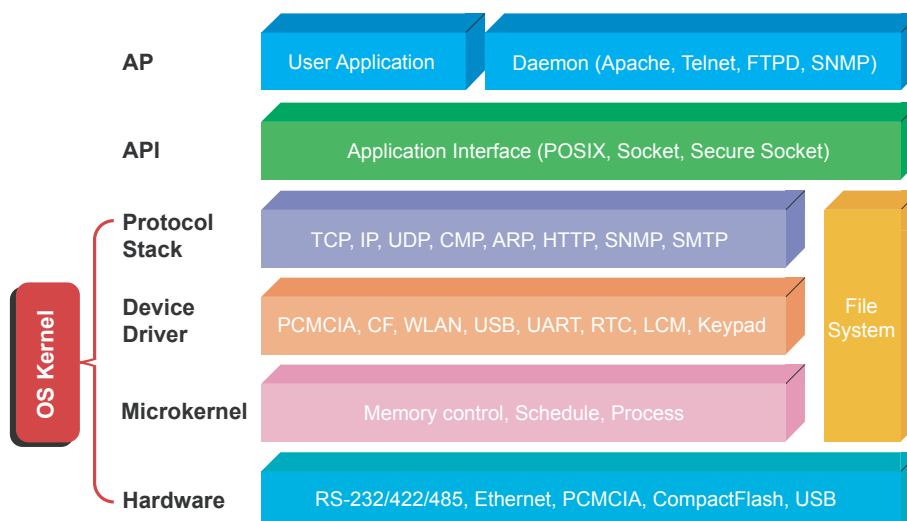 AP
User Application
Daemon (Apache, Telnet, FTPD, SNMP)
API
Application Interface (POSIX, Socket, Secure Socket)
Protocol
Stack
TCP, IP, UDP, CMP, ARP, HTTP, SNMP, SMTP
File
System
Device
Driver
PCMCIA, CF, WLAN, USB, UART, RTC, LCM, Keypad
OS Kernel
Microkernel
Memory control, Schedule, Process
Hardware
RS-232/422/485, Ethernet, PCMCIA, CompactFlash, USB